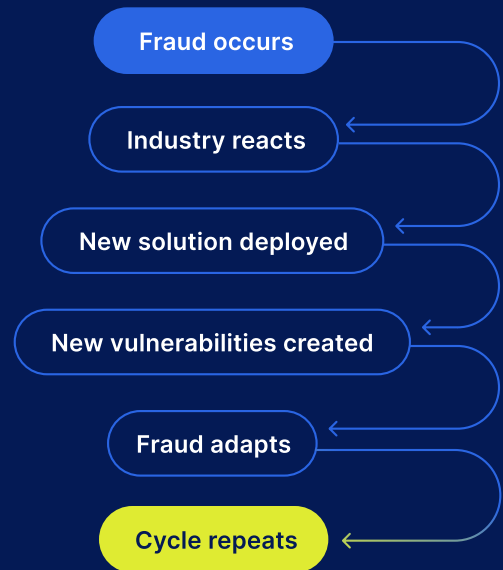 Fraud occurs
Industry reacts
New solution deployed
New vulnerabilities created
Fraud adapts
Cycle repeats